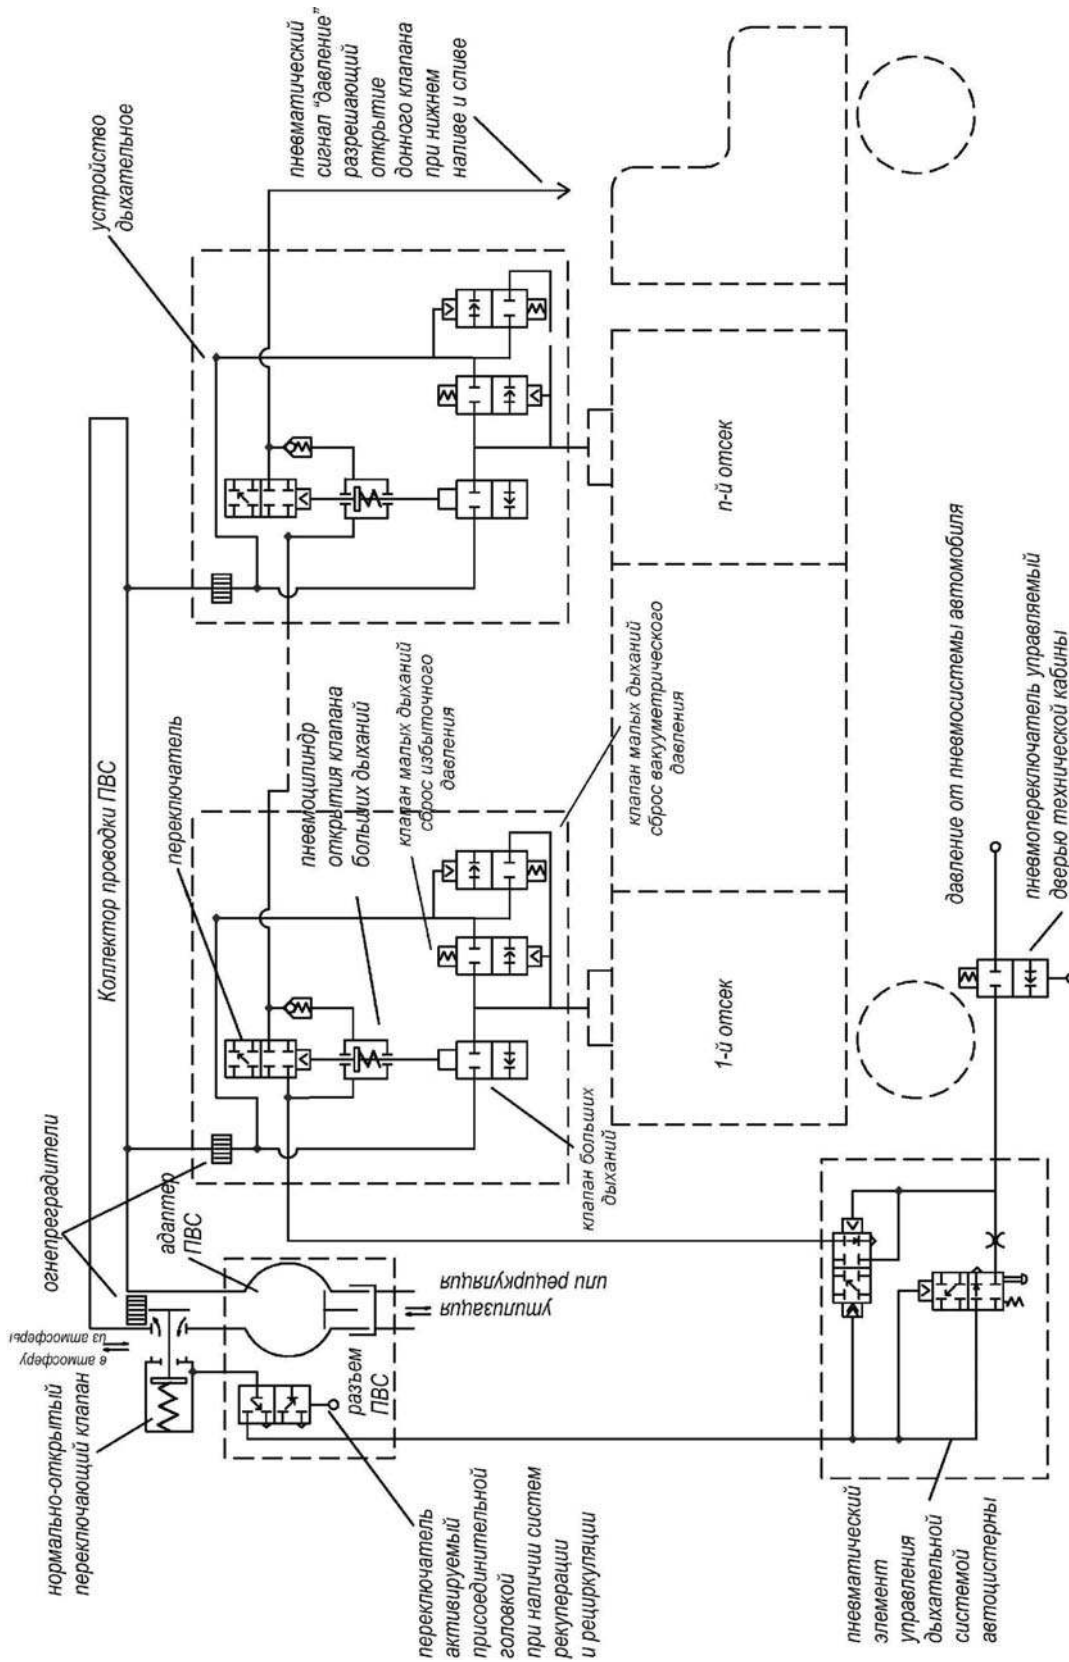 нормально-открытый
переключающий клапан
в атмосферу
из атмосферы
огнепреградители
адаптер
ПВС
утилизация
или рециркуляция
разъем
ПВС
переключатель
активируемый
присоединительной
головкой
при наличии систем
рекуперации
и рециркуляции
Коллектор проводки ПВС
переключатель
пневмоцилиндр
открытия клапана
больших дыханий
клапан малых дыханий
сброс избыточного
давления
клапан больших
дыханий
клапан малых дыханий
сброс вакууметрического
давления
устройство
дыхательное
пневматический
сигнал "давление"
разрешающий
открытие
донного клапана
при нижнем
наливе и сливе
1-й отсек
n-й отсек
давление от пневмосистемы автомобиля
пневмопереключатель управляемый
дверью технической кабины
пневматический
элемент
управления
дыхательной
системой
автоцистерны